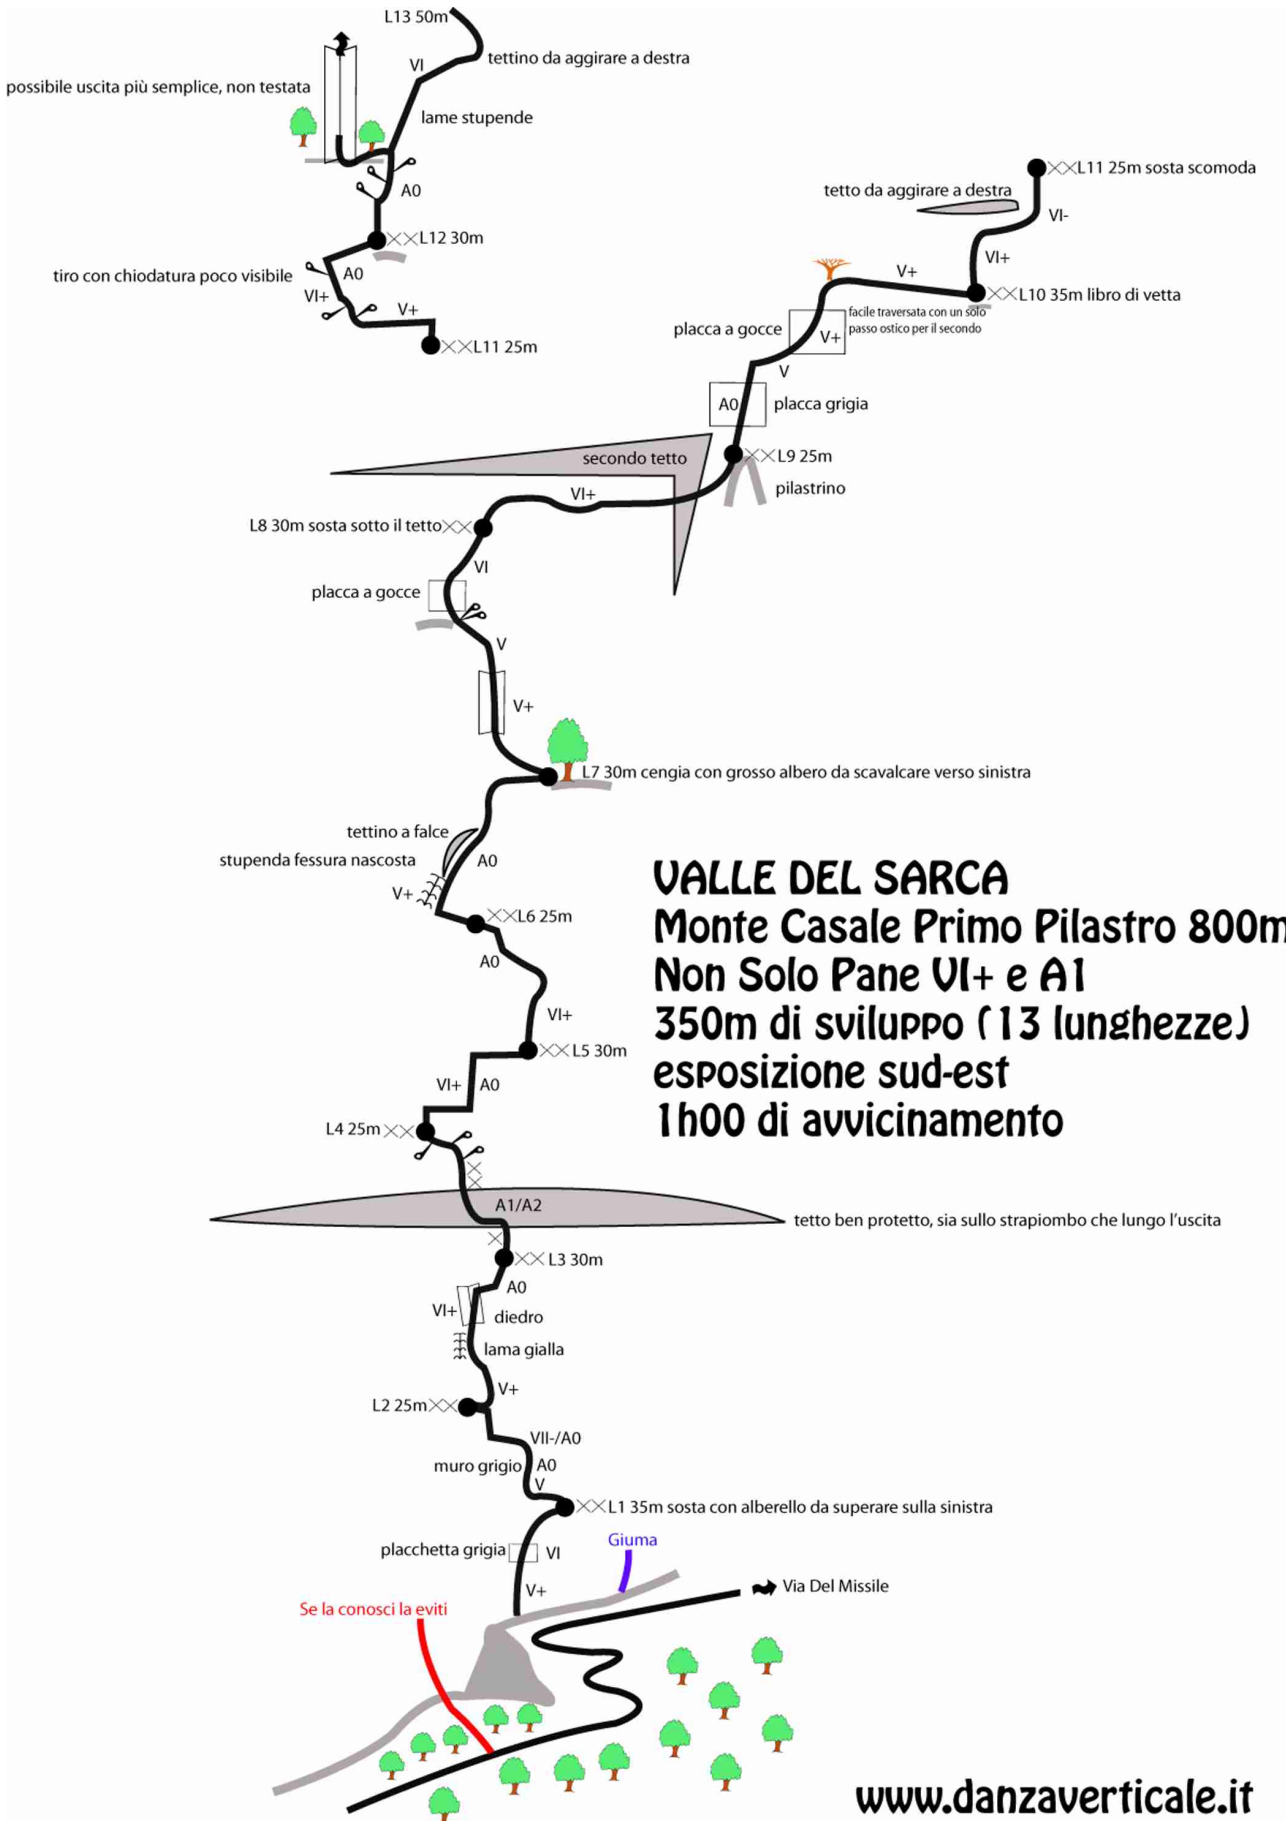 L13 50m
tettino da aggirare a destra
VI
possibile uscita più semplice, non testata
lame stupende
A0
L12 30m
tiro con chiodatura poco visibile
A0
VI+
V+
L11 25m
L11 25m sosta scomoda
tetto da aggirare a destra
VI-
VI+
V+
L10 35m libro di vetta
facile traversata con un solo
passo ostico per il secondo
placca a gocce
V+
V
A0
placca grigia
secondo tetto
L9 25m
pilastrino
VI+
L8 30m sosta sotto il tetto
VI
placca a gocce
V
V+
L7 30m cengia con grosso albero da scavalcare verso sinistra
tettino a falce
stupenda fessura nascosta
A0
V+
L6 25m
A0
VI+
L5 30m
VI+
A0
L4 25m
A1/A2
tetto ben protetto, sia sullo strapiombo che lungo l'uscita
L3 30m
A0
VI+
diedro
lama gialla
V+
L2 25m
VII-/A0
muro grigio
A0
V
L1 35m sosta con alberello da superare sulla sinistra
placchetta grigia
VI
Giuma
V+
Via Del Missile
Se la conosci la eviti
VALLE DEL SARCA
Monte Casale Primo Pilastro 800m
Non Solo Pane VI+ e A1
350m di sviluppo (13 lunghezze)
esposizione sud-est
1h00 di avvicinamento
www.danzaverticale.it